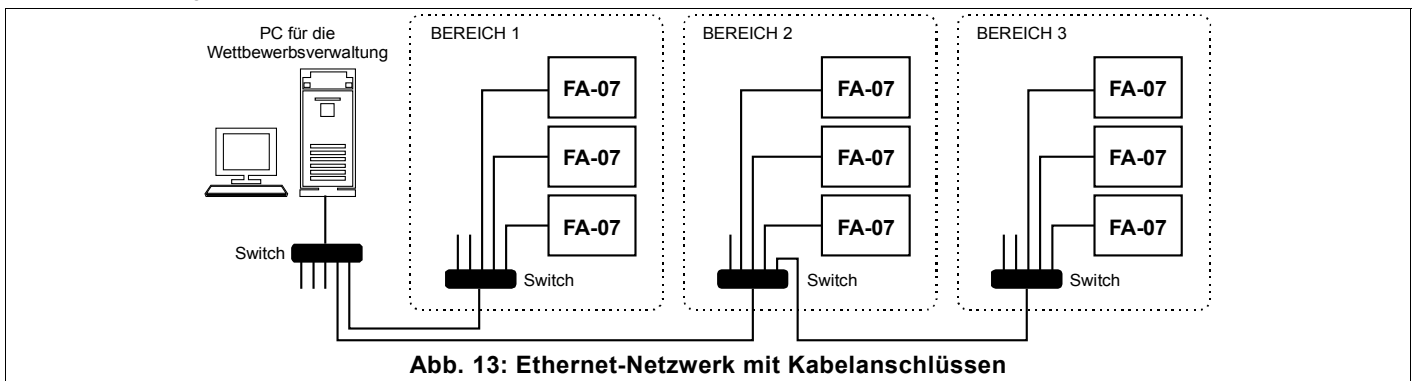 PC für die
Wettbewerbsverwaltung
Switch
BEREICH 1
FA-07
FA-07
FA-07
Switch
BEREICH 2
FA-07
FA-07
FA-07
Switch
BEREICH 3
FA-07
FA-07
FA-07
Switch
Abb. 13: Ethernet-Netzwerk mit Kabelanschlüssen